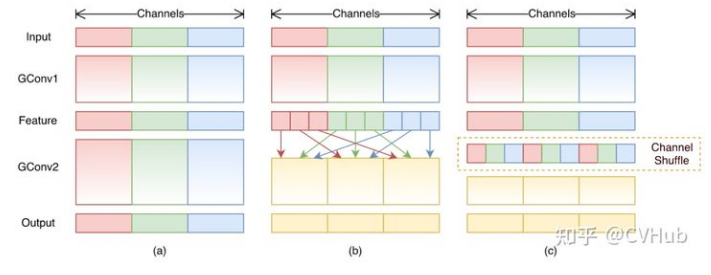 Channels Channels Channels
Input
GConv1
Feature
Channel
Shuffle
GConv2
Output
(a) (b) (c)
知乎 @CVHub